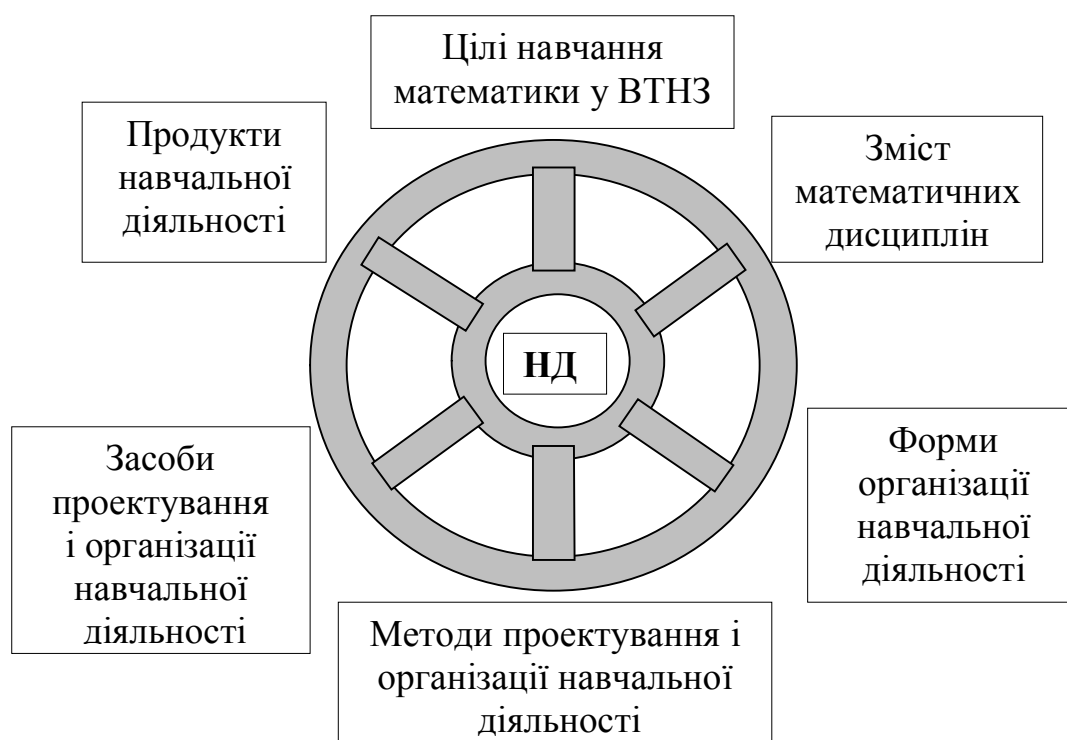 Цілі навчання
математики у ВТНЗ
Продукти
навчальної
діяльності
Зміст
математичних
дисциплін
НД
Засоби
проектування
і організації
навчальної
діяльності
Форми
організації
навчальної
діяльності
Методи проектування і
організації навчальної
діяльності